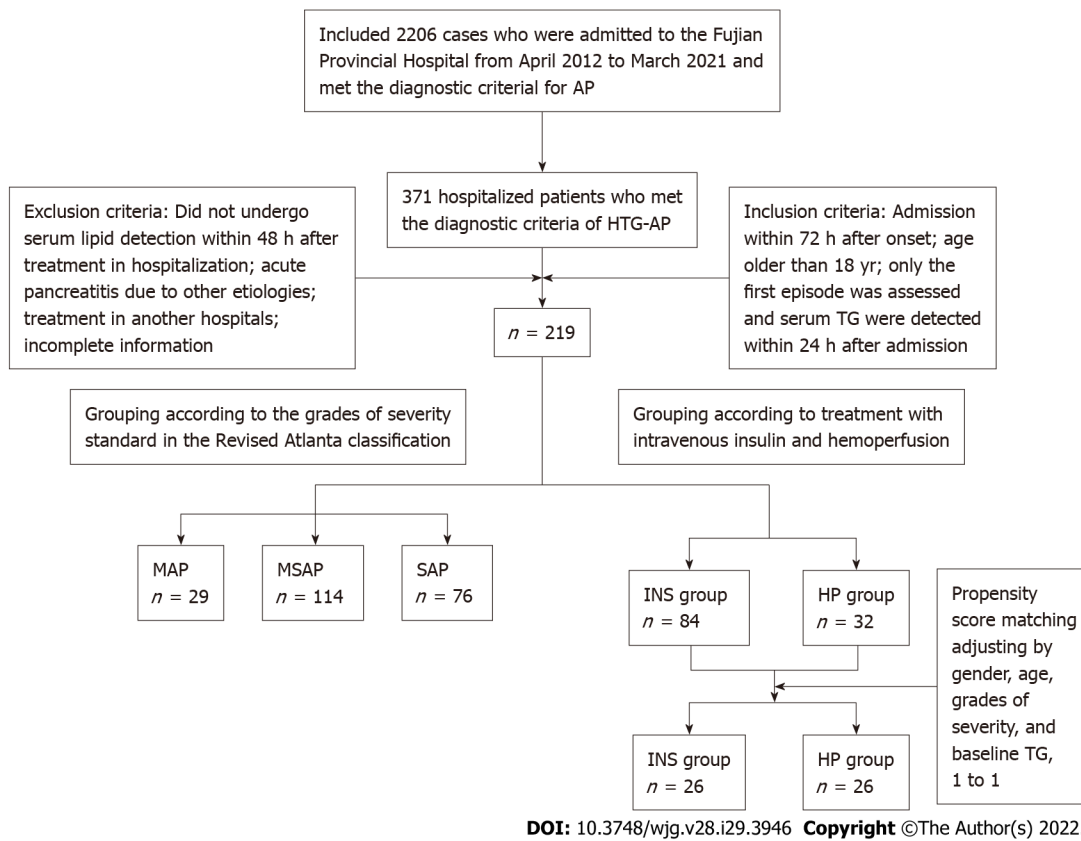 Included 2206 cases who were admitted to the Fujian
Provincial Hospital from April 2012 to March 2021 and
met the diagnostic criterial for AP
371 hospitalized patients who met
the diagnostic criteria of HTG-AP
Exclusion criteria: Did not undergo
serum lipid detection within 48 h after
treatment in hospitalization; acute
pancreatitis due to other etiologies;
treatment in another hospitals;
incomplete information
Inclusion criteria: Admission
within 72 h after onset; age
older than 18 yr; only the
first episode was assessed
and serum TG were detected
within 24 h after admission
n = 219
Grouping according to the grades of severity
standard in the Revised Atlanta classification
Grouping according to treatment with
intravenous insulin and hemoperfusion
MAP
n = 29
MSAP
n = 114
SAP
n = 76
INS group
n = 84
HP group
n = 32
Propensity
score matching
adjusting by
gender, age,
grades of
severity, and
baseline TG,
1 to 1
INS group
n = 26
HP group
n = 26
DOI: 10.3748/wjg.v28.i29.3946 Copyright ©The Author(s) 2022